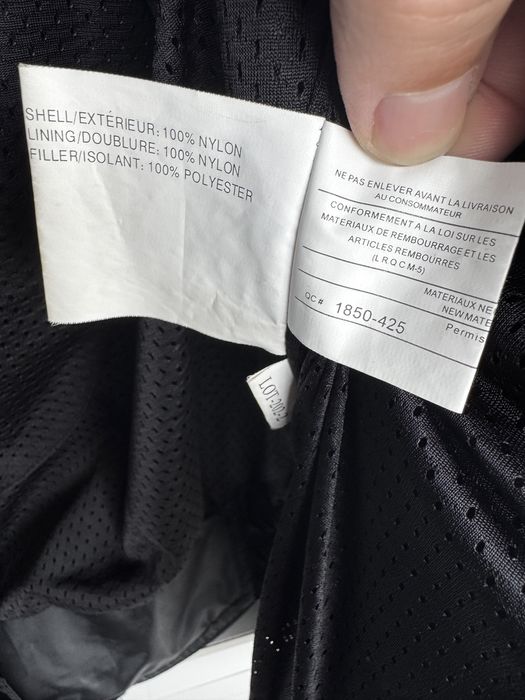 SHELL/EXTÉRIEUR: 100% NYLON
LINING/DOUBLURE: 100% NYLON
FILLER/ISOLANT: 100% POLYESTER
NE PAS ENLEVER AVANT LA LIVRAISON
AU CONSOMMATEUR
CONFORMEMENT A LA LOI SUR LES
MATERIAUX DE REMBOURRAGE ET LES
ARTICLES REMBOURRES
(L R Q C M-5)
MATERIAUX NE
NEW MATE
QC# 1850-425 Permis
LOT-202-